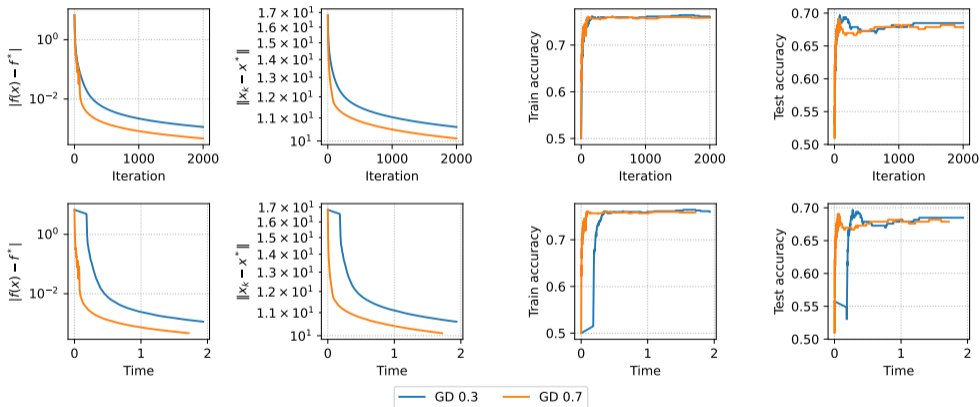 10⁰
10⁻²
|f(x) − f*|
0 1000 2000
Iteration
1.7 × 10¹
1.6 × 10¹
1.5 × 10¹
1.4 × 10¹
1.3 × 10¹
1.2 × 10¹
1.1 × 10¹
10¹
‖xₖ − x*‖
0 1000 2000
Iteration
0.7
0.6
0.5
Train accuracy
0 1000 2000
Iteration
0.70
0.65
0.60
0.55
0.50
Test accuracy
0 1000 2000
Iteration
10⁰
10⁻²
|f(x) − f*|
0 1 2
Time
1.7 × 10¹
1.6 × 10¹
1.5 × 10¹
1.4 × 10¹
1.3 × 10¹
1.2 × 10¹
1.1 × 10¹
10¹
‖xₖ − x*‖
0 1 2
Time
0.7
0.6
0.5
Train accuracy
0 1 2
Time
0.70
0.65
0.60
0.55
0.50
Test accuracy
0 1 2
Time
GD 0.3 GD 0.7